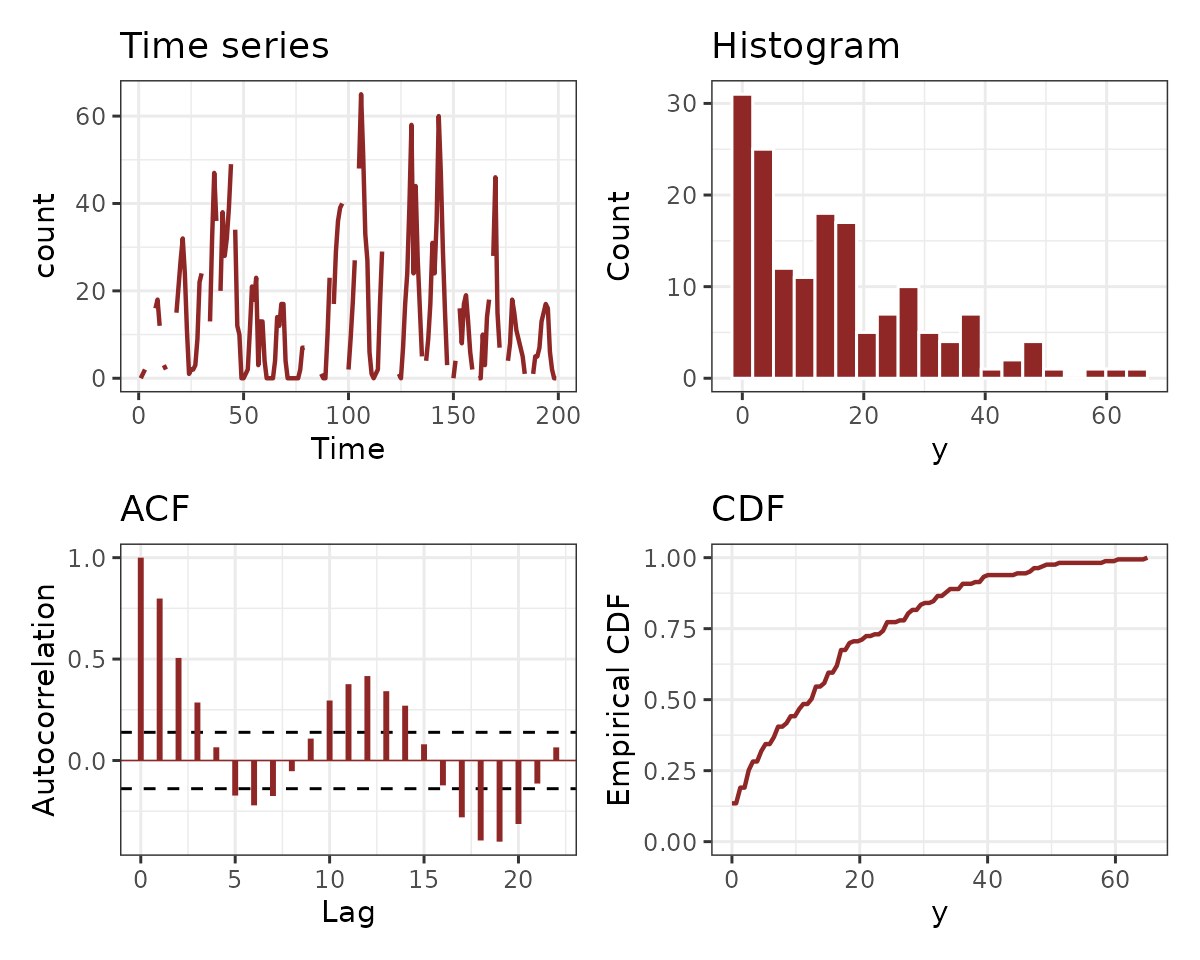 Time series
count
60
40
20
0
0 50 100 150 200
Time
Histogram
Count
30
20
10
0
0 20 40 60
y
ACF
Autocorrelation
1.0
0.5
0.0
0 5 10 15 20
Lag
CDF
Empirical CDF
1.00
0.75
0.50
0.25
0.00
0 20 40 60
y